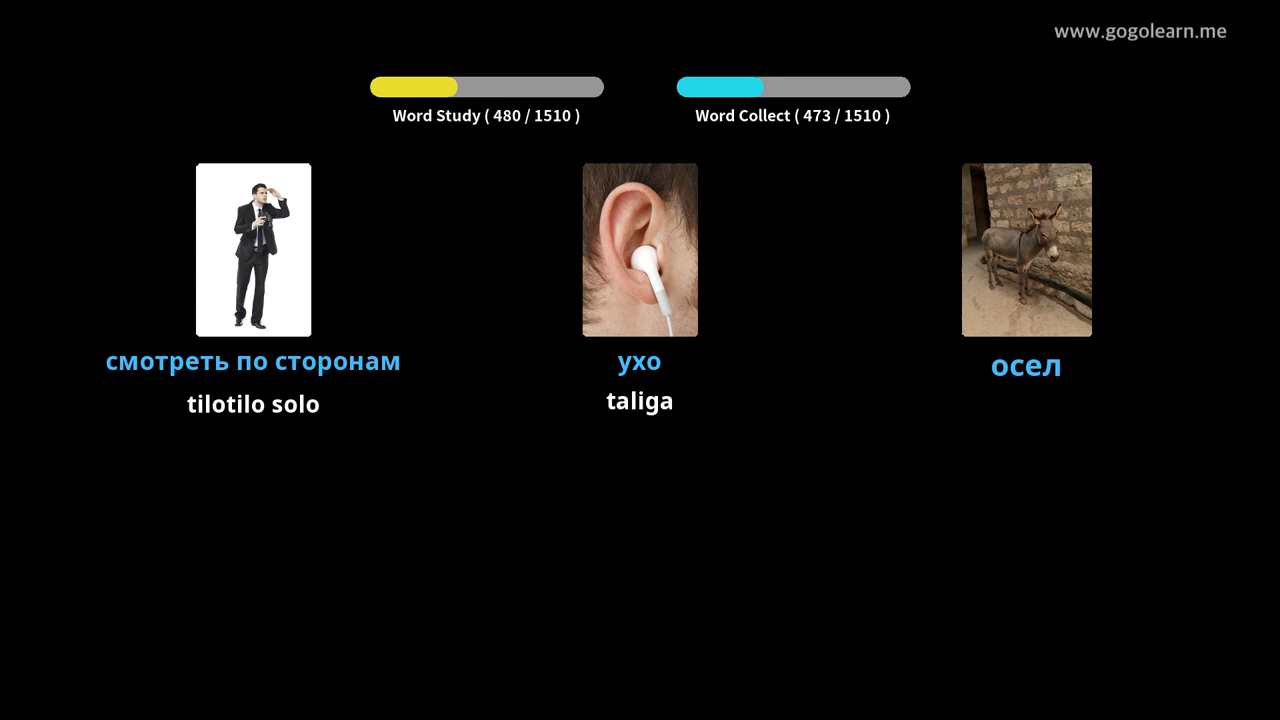 www.gogolearn.me
Word Study ( 480 / 1510 )
Word Collect ( 473 / 1510 )
смотреть по сторонам
tilotilo solo
ухо
taliga
осел